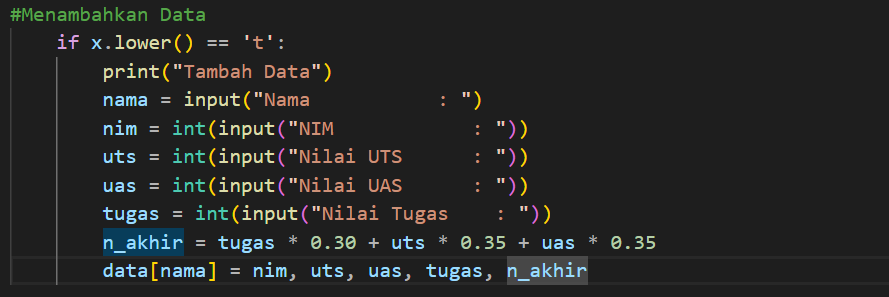 #Menambahkan Data
    if x.lower() == 't':
        print("Tambah Data")
        nama = input("Nama           : ")
        nim = int(input("NIM            : "))
        uts = int(input("Nilai UTS      : "))
        uas = int(input("Nilai UAS      : "))
        tugas = int(input("Nilai Tugas    : "))
        n_akhir = tugas * 0.30 + uts * 0.35 + uas * 0.35
        data[nama] = nim, uts, uas, tugas, n_akhir